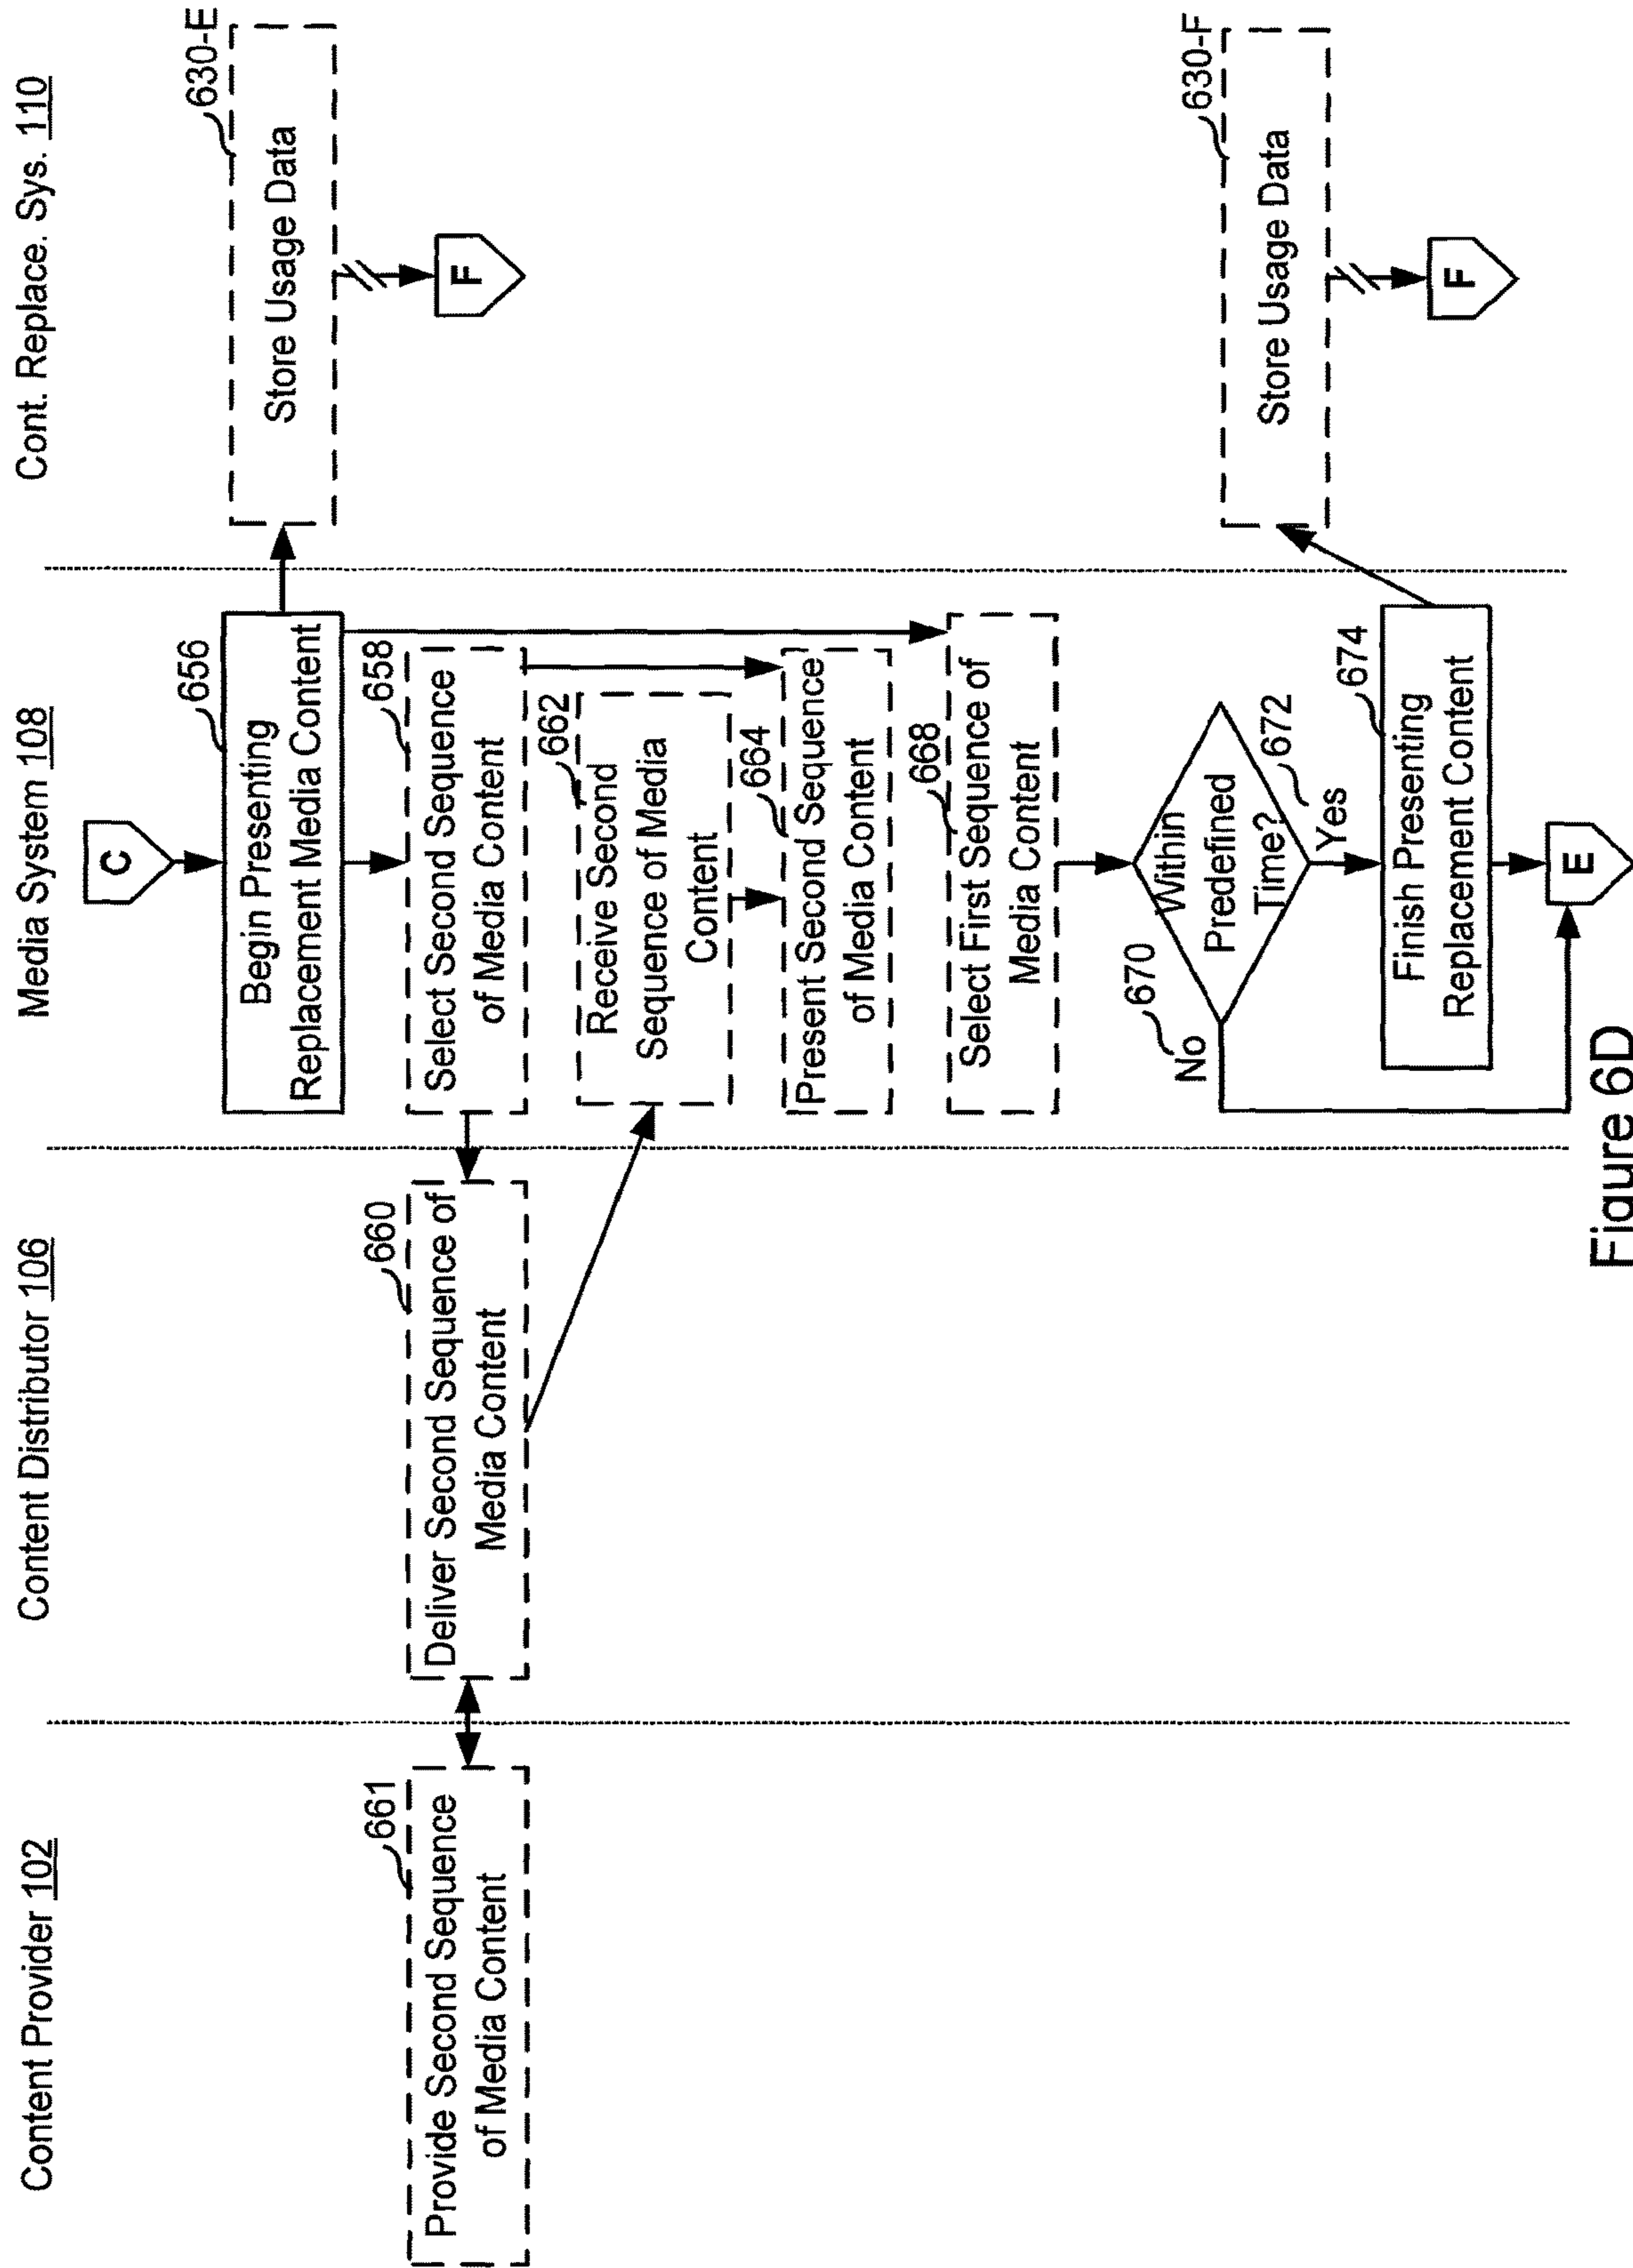 Content Provider 102
Content Distributor 106
Media System 108
Cont. Replace. Sys. 110
C
656
Begin Presenting
Replacement Media Content
630-E
Store Usage Data
F
661
Provide Second Sequence
of Media Content
660
Deliver Second Sequence of
Media Content
658
Select Second Sequence
of Media Content
662
Receive Second
Sequence of Media
Content
664
Present Second Sequence
of Media Content
668
Select First Sequence of
Media Content
Within
Predefined
Time?
670
No
672
Yes
674
Finish Presenting
Replacement Content
630-F
Store Usage Data
F
E
Figure 6D